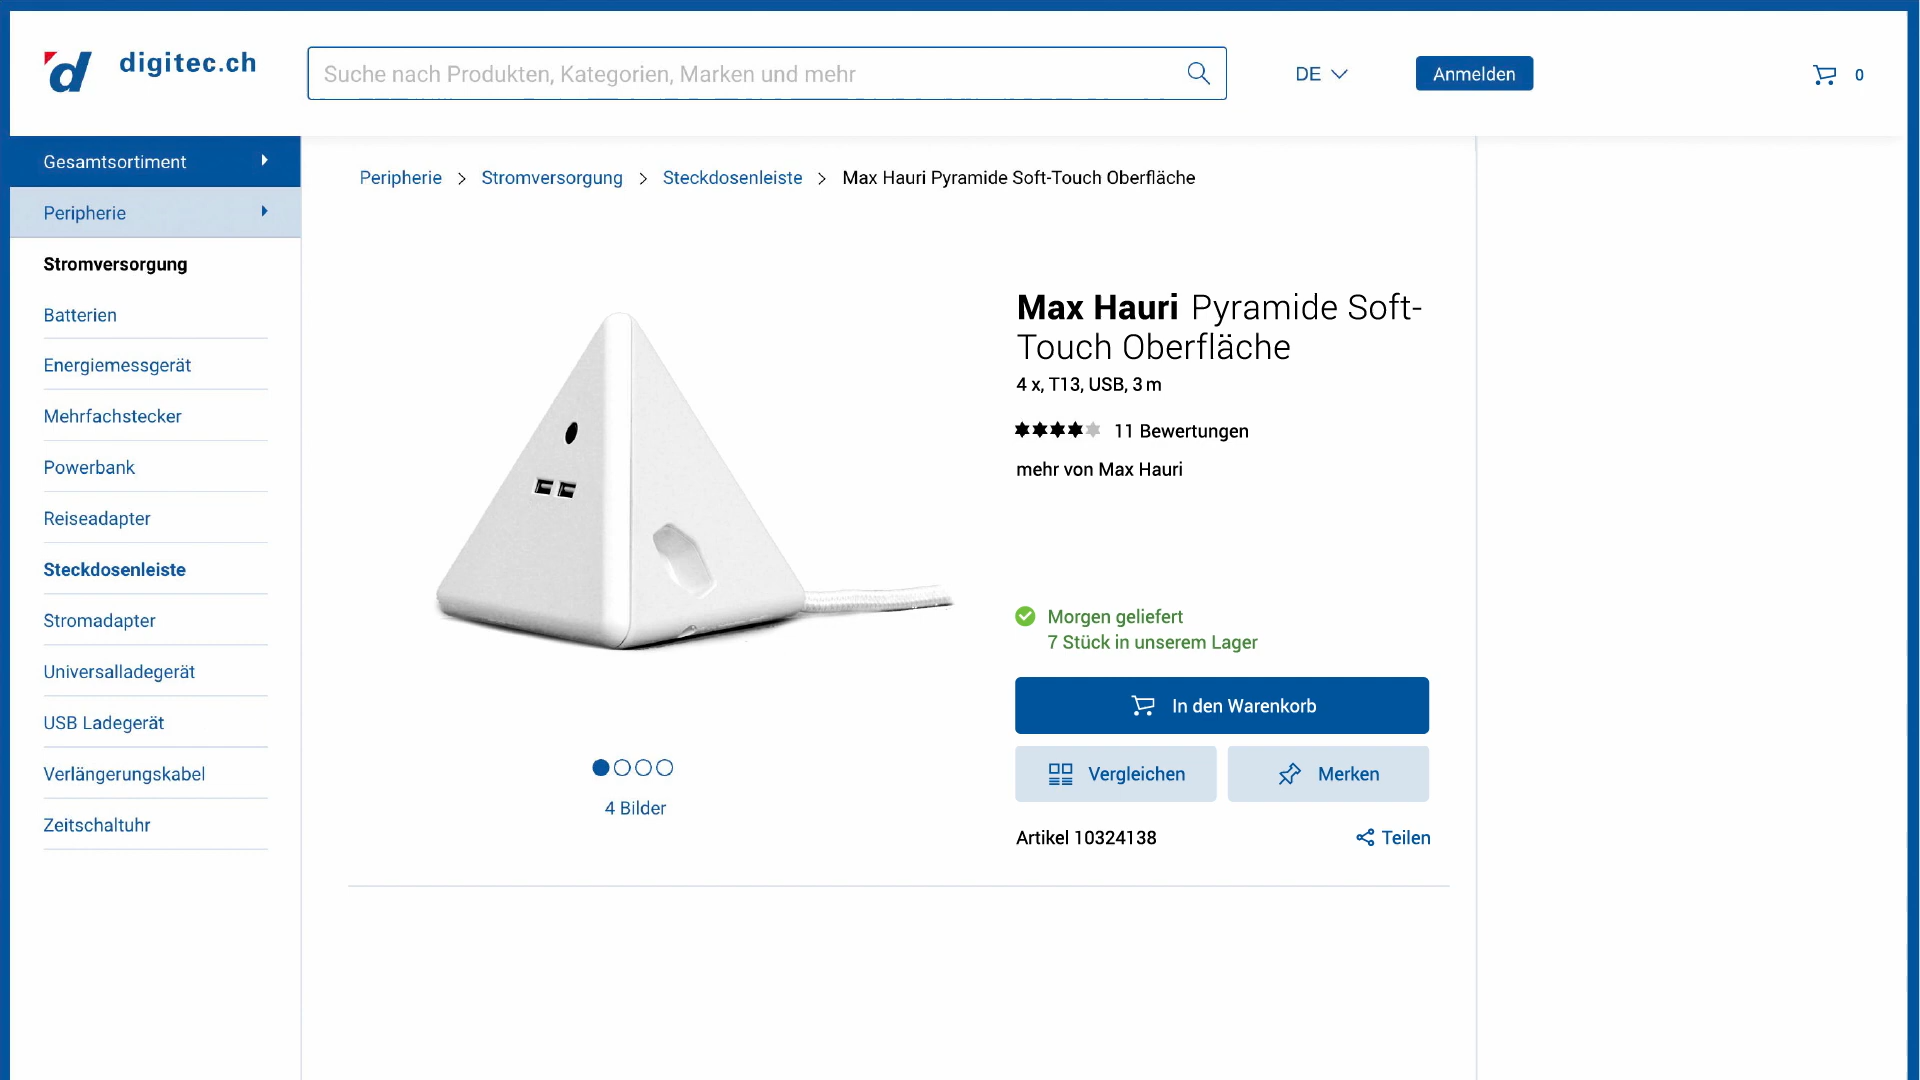 digitec.ch
Suche nach Produkten, Kategorien, Marken und mehr
DE
Anmelden
0
Gesamtsortiment
Peripherie
Stromversorgung
Batterien
Energiemessgerät
Mehrfachstecker
Powerbank
Reiseadapter
Steckdosenleiste
Stromadapter
Universalladegerät
USB Ladegerät
Verlängerungskabel
Zeitschaltuhr
Peripherie > Stromversorgung > Steckdosenleiste > Max Hauri Pyramide Soft-Touch Oberfläche
Max Hauri Pyramide Soft-
Touch Oberfläche
4 x, T13, USB, 3 m
11 Bewertungen
mehr von Max Hauri
Morgen geliefert
7 Stück in unserem Lager
In den Warenkorb
Vergleichen
Merken
Artikel 10324138
Teilen
4 Bilder